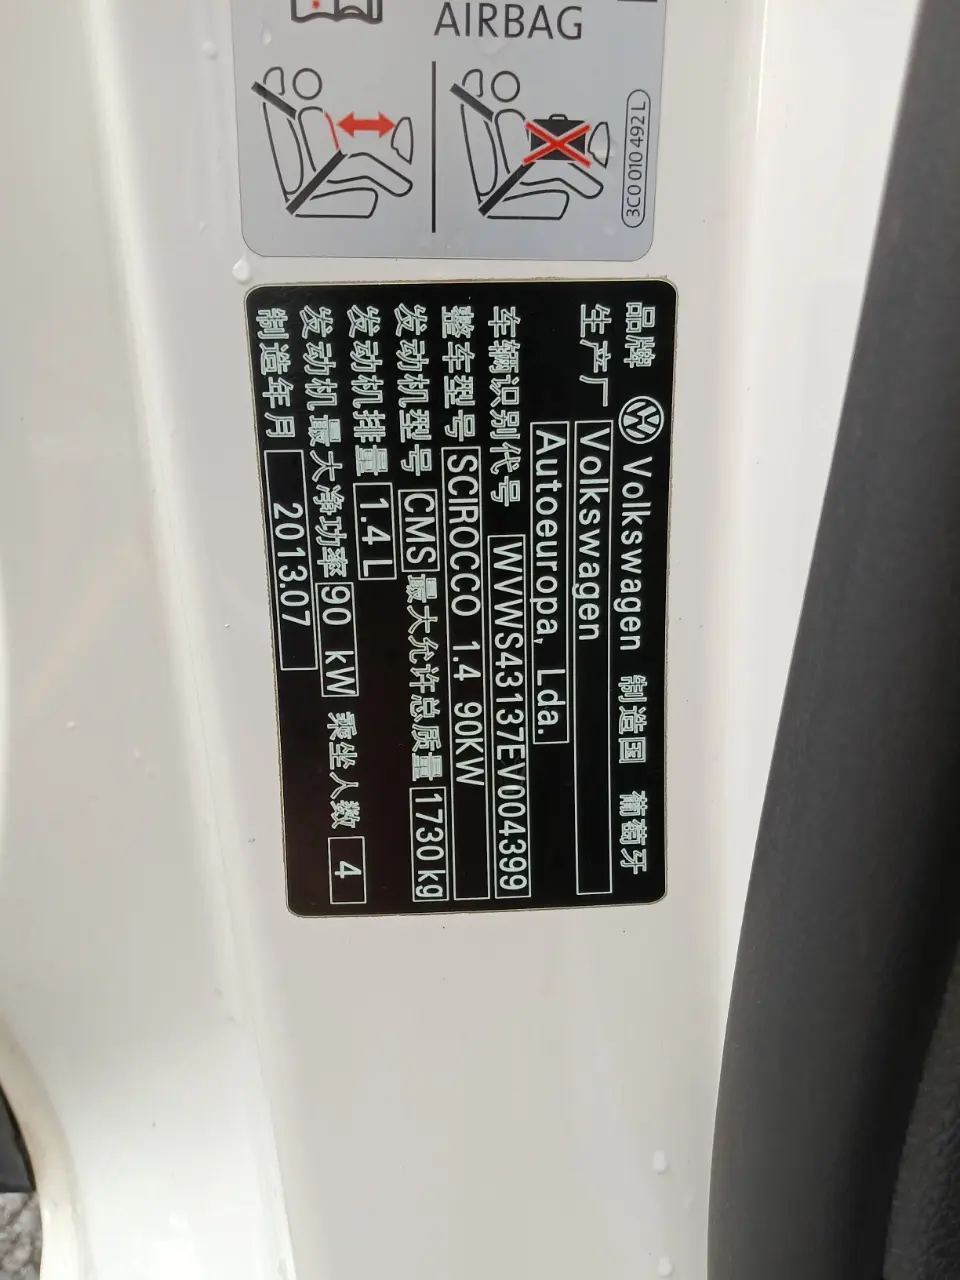 AIRBAG
3C0 010 492 L
品牌 Volkswagen 制造国 葡萄牙
生产厂 Volkswagen
Autoeuropa, Lda.
车辆识别代号 WVWS43137EV004399
整车型号 SCIROCCO 1.4 90KW
发动机型号 CMS 最大允许总质量 1730kg
发动机排量 1.4 L
发动机最大净功率 90 kW 乘坐人数 4
制造年月 2013.07